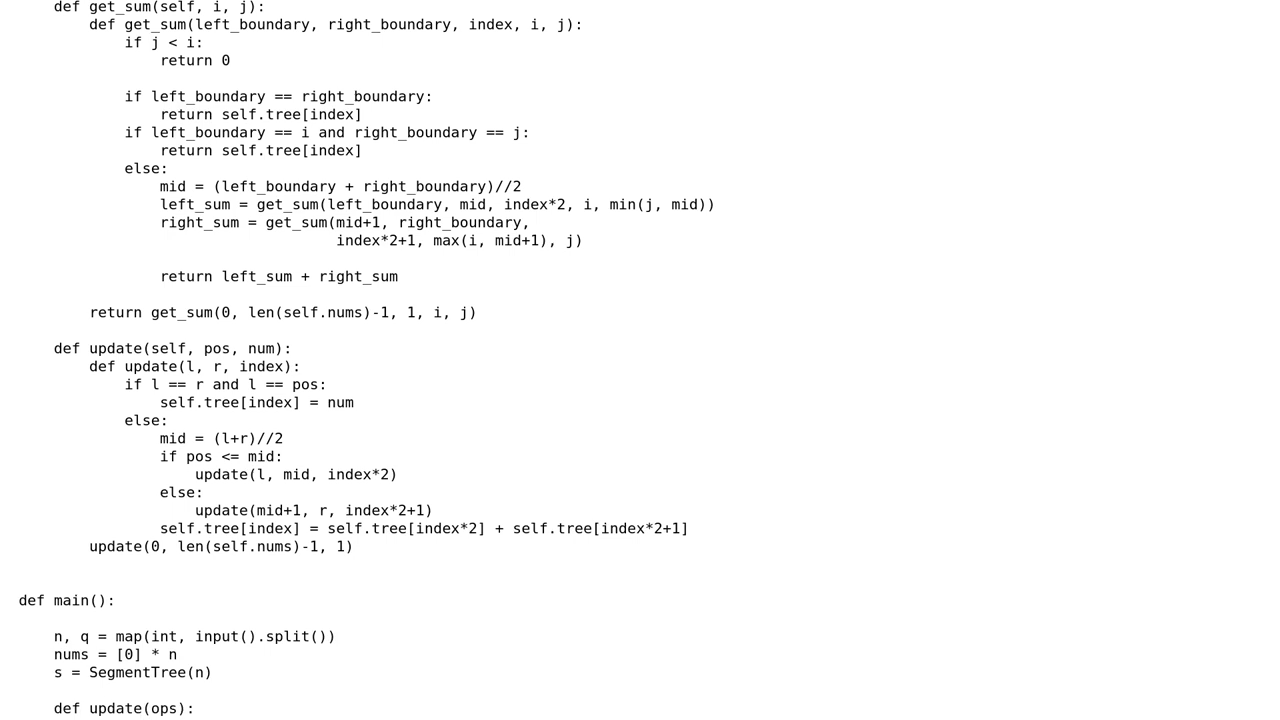 def get_sum(self, i, j):
        def get_sum(left_boundary, right_boundary, index, i, j):
            if j < i:
                return 0

            if left_boundary == right_boundary:
                return self.tree[index]
            if left_boundary == i and right_boundary == j:
                return self.tree[index]
            else:
                mid = (left_boundary + right_boundary)//2
                left_sum = get_sum(left_boundary, mid, index*2, i, min(j, mid))
                right_sum = get_sum(mid+1, right_boundary,
                                    index*2+1, max(i, mid+1), j)

                return left_sum + right_sum

        return get_sum(0, len(self.nums)-1, 1, i, j)

    def update(self, pos, num):
        def update(l, r, index):
            if l == r and l == pos:
                self.tree[index] = num
            else:
                mid = (l+r)//2
                if pos <= mid:
                    update(l, mid, index*2)
                else:
                    update(mid+1, r, index*2+1)
                self.tree[index] = self.tree[index*2] + self.tree[index*2+1]
        update(0, len(self.nums)-1, 1)


def main():

    n, q = map(int, input().split())
    nums = [0] * n
    s = SegmentTree(n)

    def update(ops):